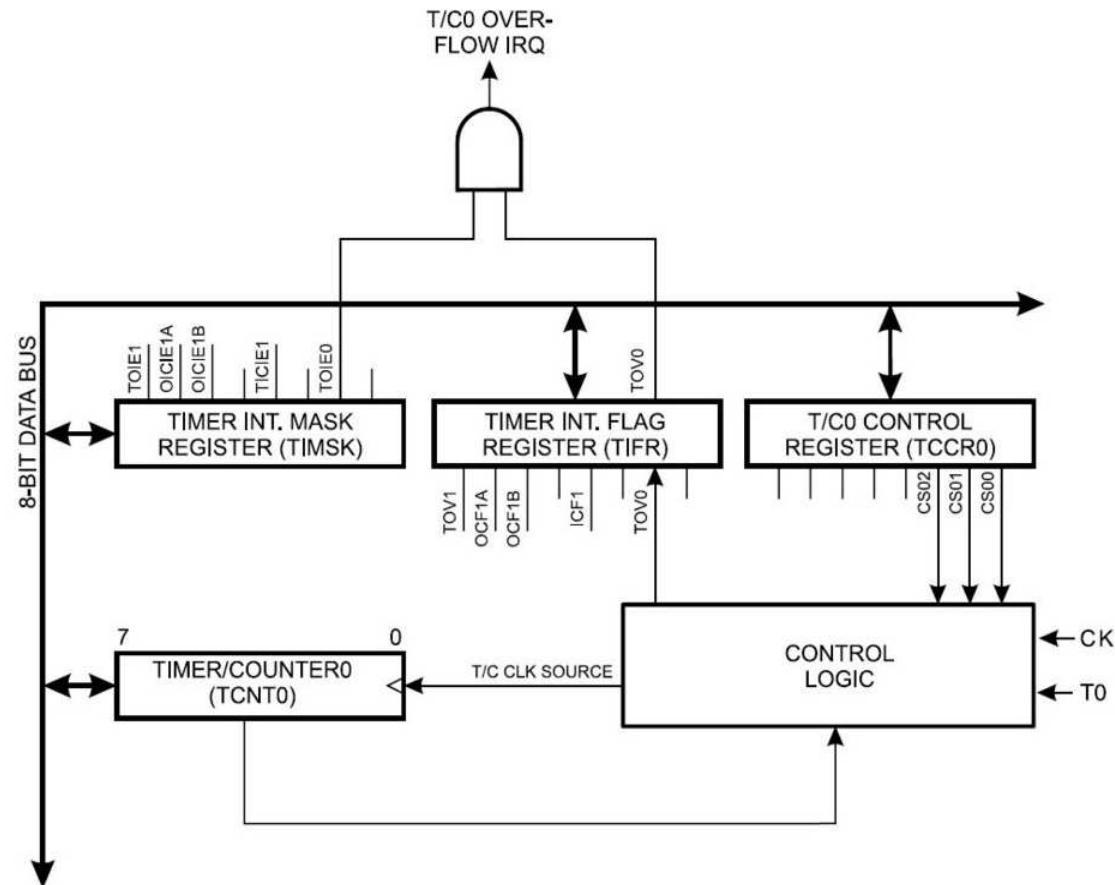 T/C0 OVER-
FLOW IRQ
8-BIT DATA BUS
TOIE1
OICIE1A
OICIE1B
TICIE1
TOIE0
TOV0
TIMER INT. MASK
REGISTER (TIMSK)
TIMER INT. FLAG
REGISTER (TIFR)
T/C0 CONTROL
REGISTER (TCCR0)
TOV1
OCF1A
OCF1B
ICF1
TOV0
CS02
CS01
CS00
7
0
TIMER/COUNTER0
(TCNT0)
T/C CLK SOURCE
CONTROL
LOGIC
CK
T0